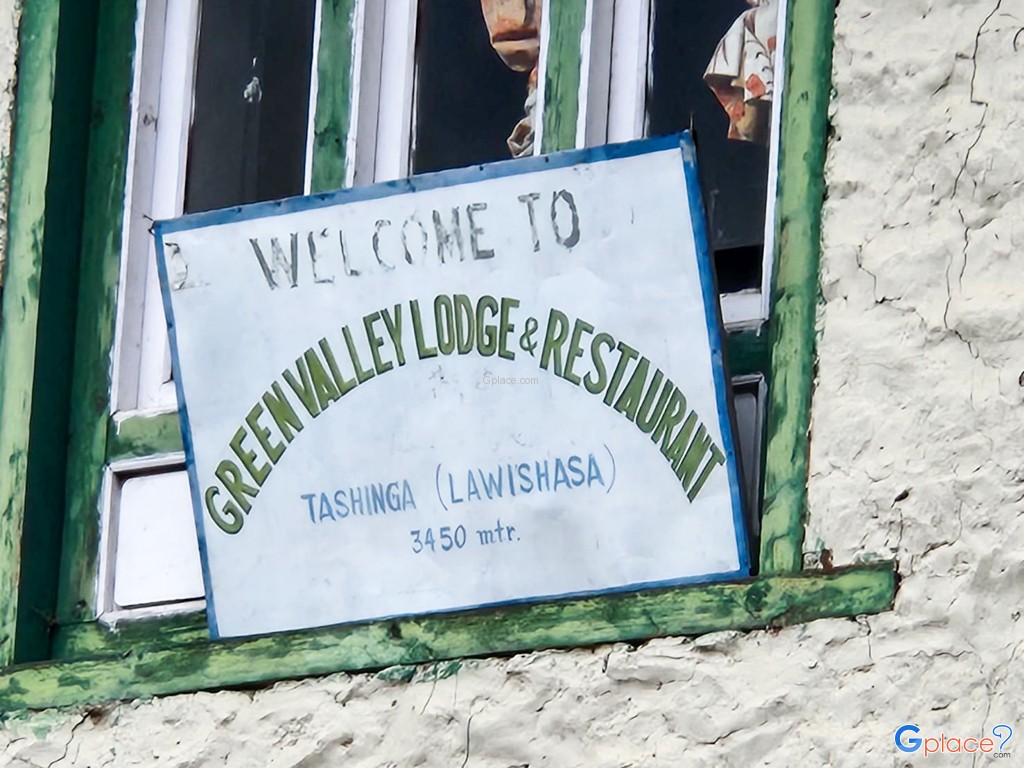 WELCOME TO
GREEN VALLEY LODGE & RESTAURANT
Gplace.com
TASHINGA (LAWISHASA)
3450 mtr.
Gplace?
.com